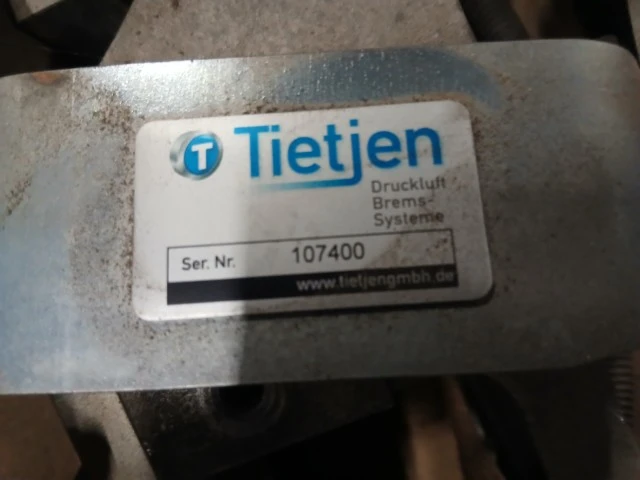 T Tietjen
Druckluft
Brems-
Systeme
Ser. Nr. 107400
www.tietjengmbh.de